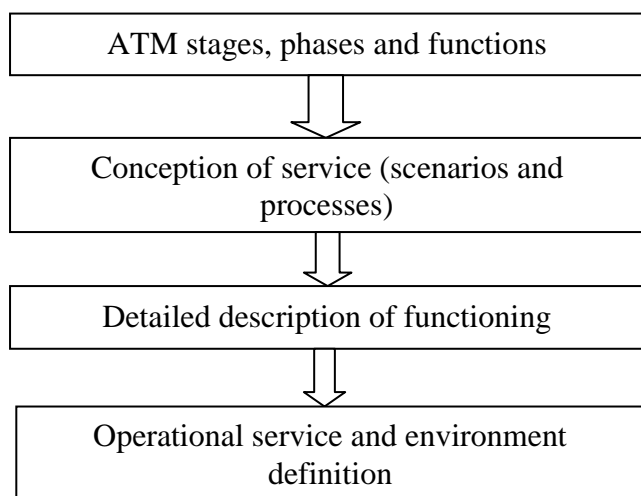 ATM stages, phases and functions
Conception of service (scenarios and
processes)
Detailed description of functioning
Operational service and environment
definition